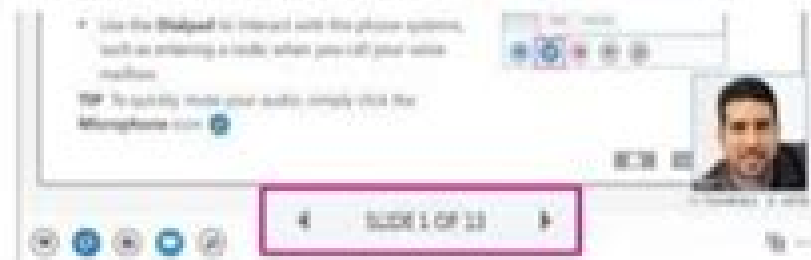 • Use the Dialpad to interact with the phone systems,
such as entering a code, when you call your voice
mailbox.
TIP To quickly mute your audio, simply click the
Microphone icon
SLIDE 1 OF 13